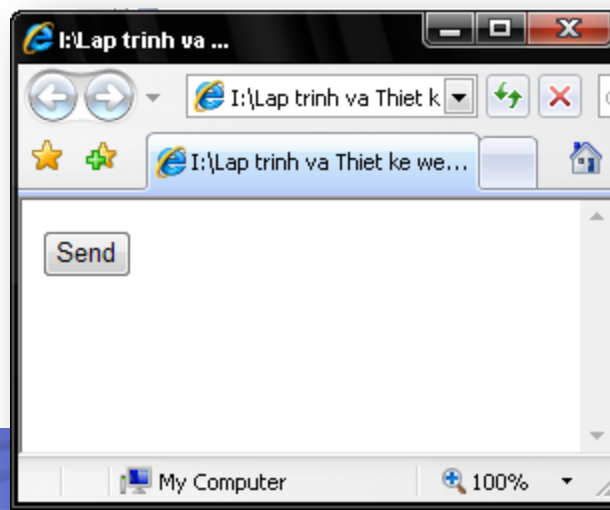 I:\Lap trinh va ...
I:\Lap trinh va Thiet k
I:\Lap trinh va Thiet ke we...
Send
My Computer
100%